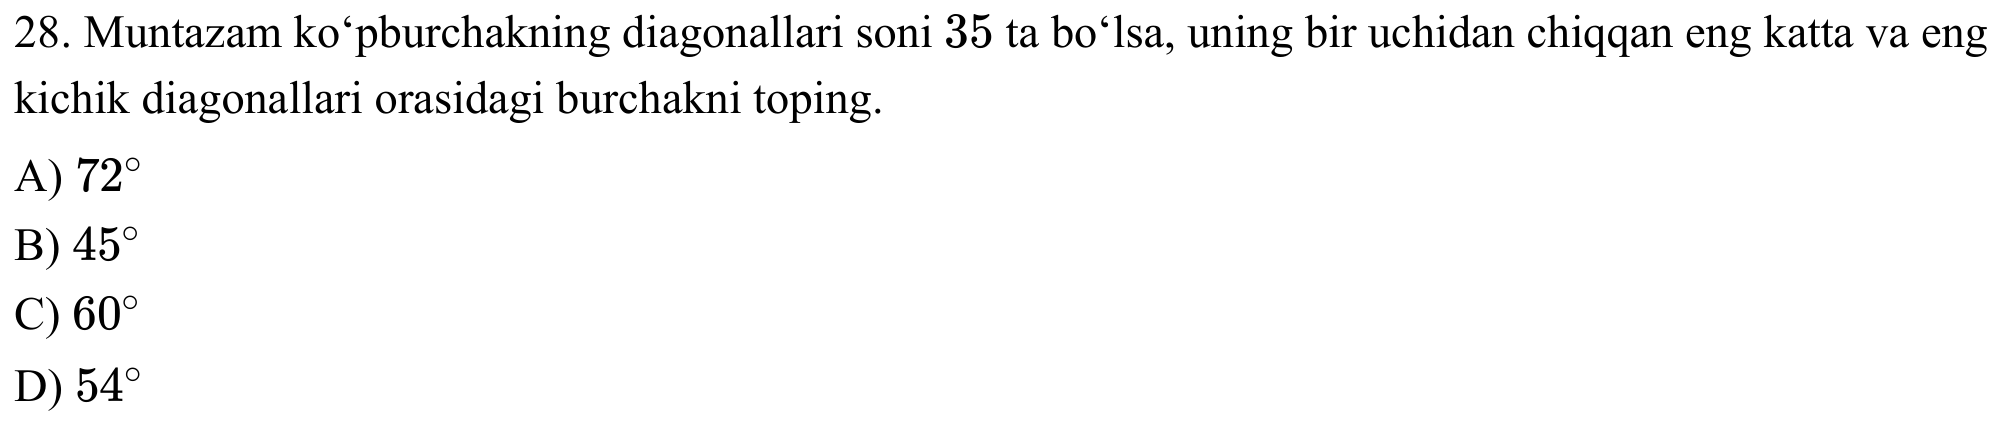 28. Muntazam ko‘pburchakning diagonallari soni 35 ta bo‘lsa, uning bir uchidan chiqqan eng katta va eng
kichik diagonallari orasidagi burchakni toping.
A) 72°
B) 45°
C) 60°
D) 54°